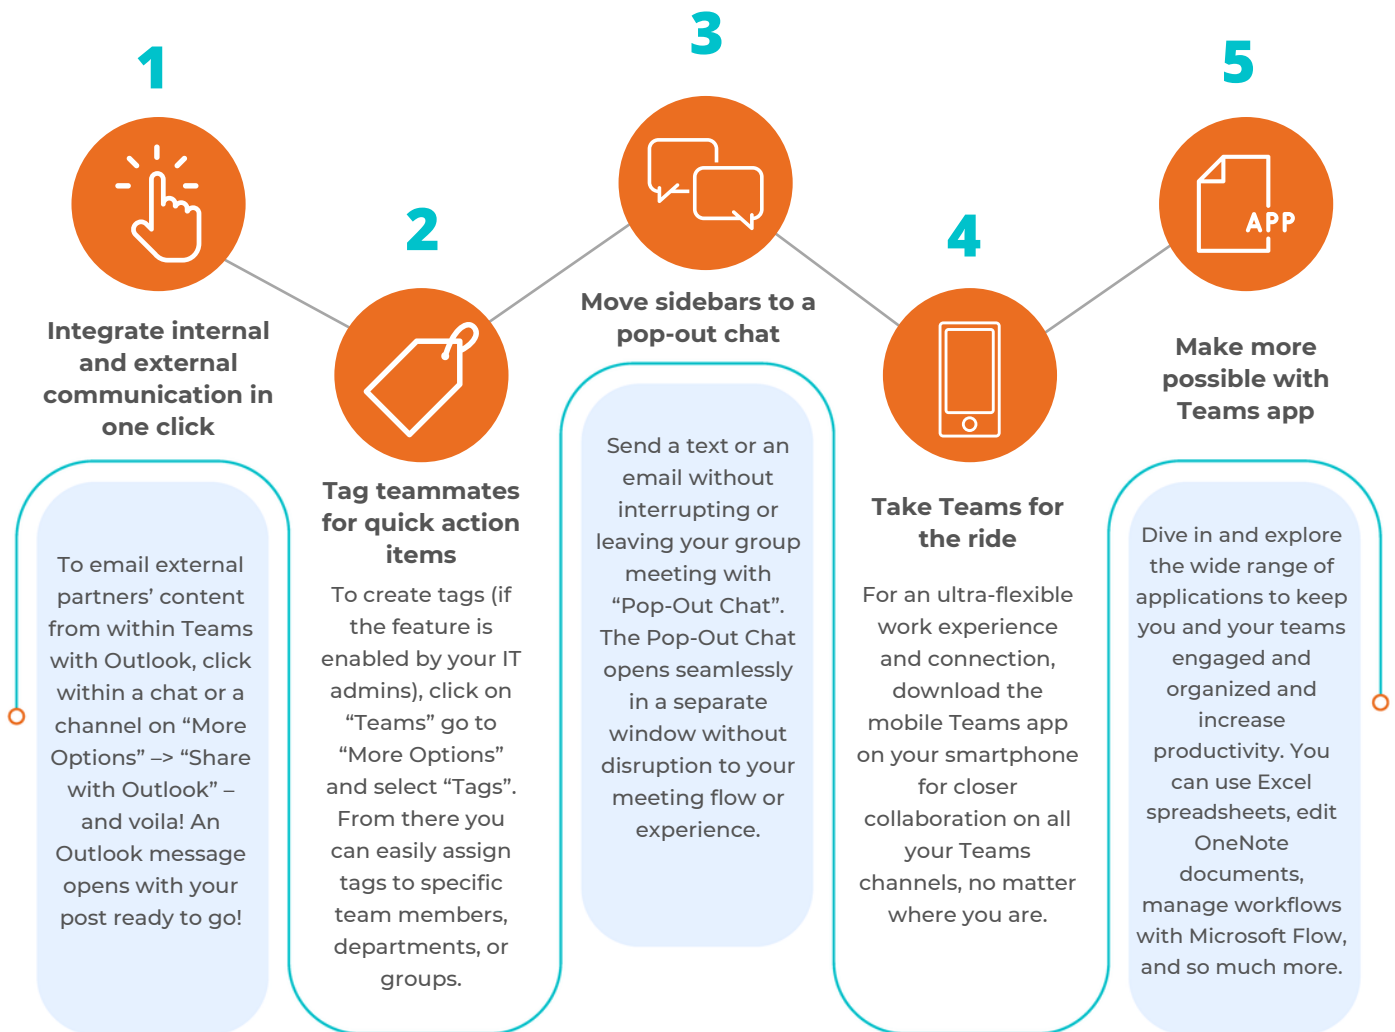 1
Integrate internal
and external
communication in
one click
To email external
partners’ content
from within Teams
with Outlook, click
within a chat or a
channel on “More
Options” –> “Share
with Outlook” –
and voila! An
Outlook message
opens with your
post ready to go!
2
Tag teammates
for quick action
items
To create tags (if
the feature is
enabled by your IT
admins), click on
“Teams” go to
“More Options”
and select “Tags”.
From there you
can easily assign
tags to specific
team members,
departments, or
groups.
3
Move sidebars to a
pop-out chat
Send a text or an
email without
interrupting or
leaving your group
meeting with
“Pop-Out Chat”.
The Pop-Out Chat
opens seamlessly
in a separate
window without
disruption to your
meeting flow or
experience.
4
Take Teams for
the ride
For an ultra-flexible
work experience
and connection,
download the
mobile Teams app
on your smartphone
for closer
collaboration on all
your Teams
channels, no matter
where you are.
5
APP
Make more
possible with
Teams app
Dive in and explore
the wide range of
applications to keep
you and your teams
engaged and
organized and
increase
productivity. You
can use Excel
spreadsheets, edit
OneNote
documents,
manage workflows
with Microsoft Flow,
and so much more.